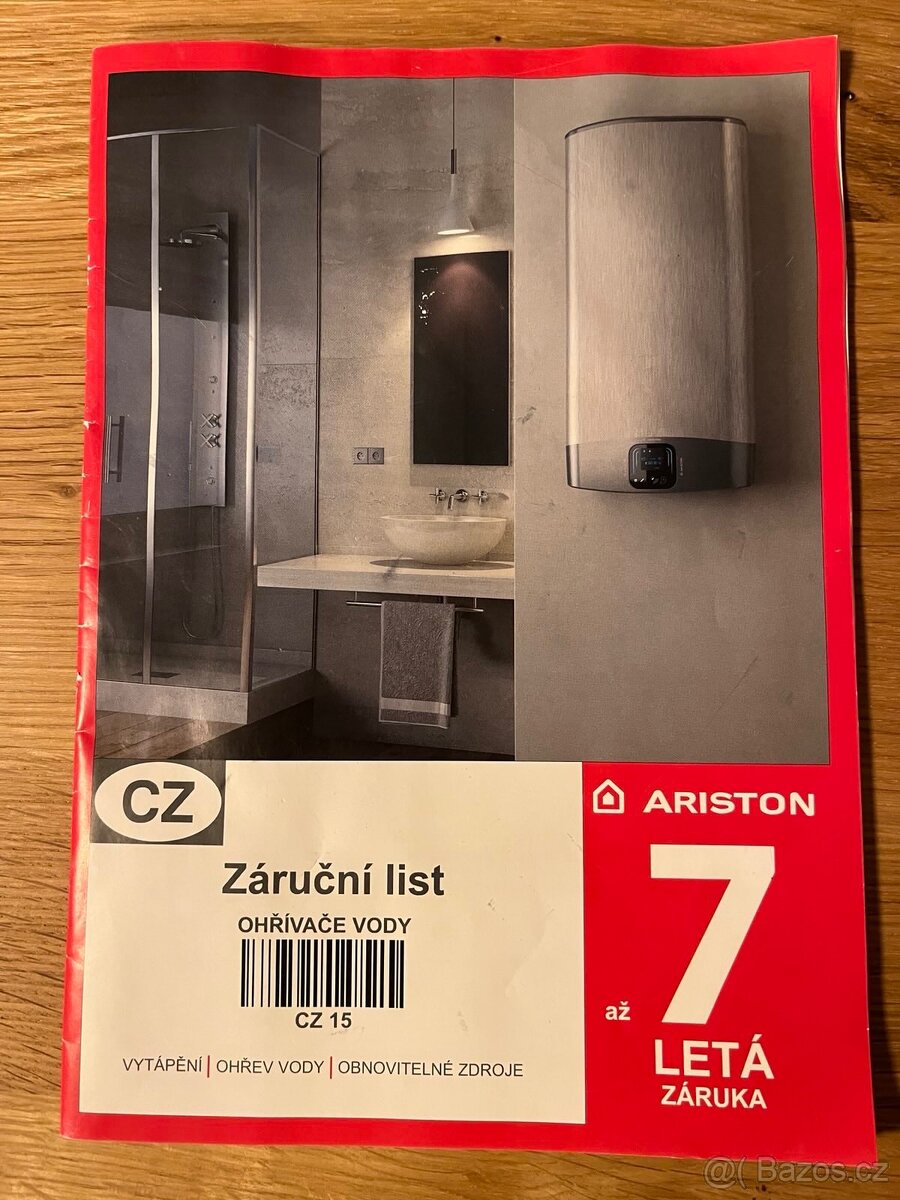 CZ
Záruční list
OHŘÍVAČE VODY
CZ 15
VYTÁPĚNÍ | OHŘEV VODY | OBNOVITELNÉ ZDROJE
ARISTON
až 7
LETÁ
ZÁRUKA
@( Bazos.cz